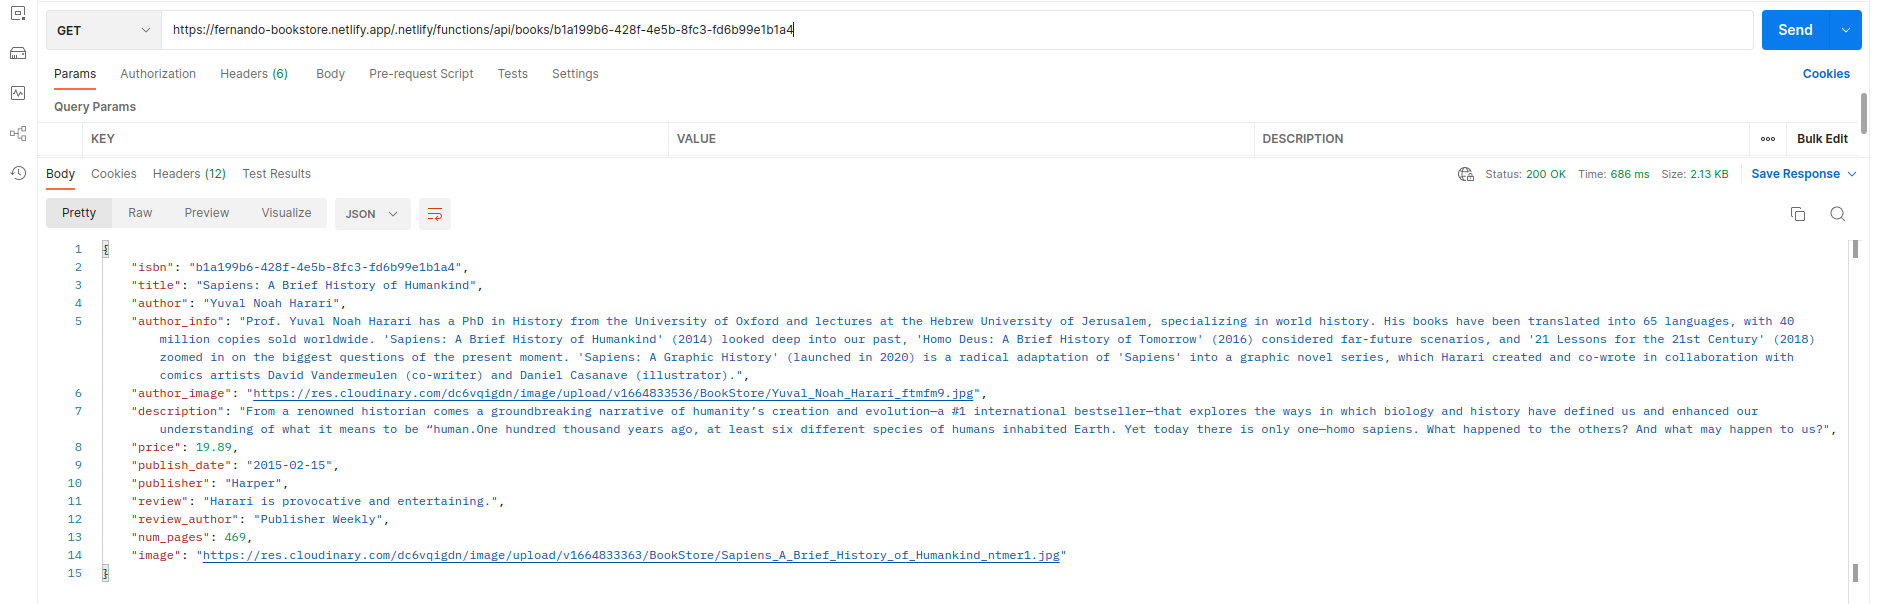 GET https://fernando-bookstore.netlify.app/.netlify/functions/api/books/b1a199b6-428f-4e5b-8fc3-fd6b99e1b1a4 Send
Params Authorization Headers (6) Body Pre-request Script Tests Settings Cookies
Query Params
KEY VALUE DESCRIPTION ooo Bulk Edit
Body Cookies Headers (12) Test Results Status: 200 OK Time: 686 ms Size: 2.13 KB Save Response
Pretty Raw Preview Visualize JSON
1 {
2 "isbn": "b1a199b6-428f-4e5b-8fc3-fd6b99e1b1a4",
3 "title": "Sapiens: A Brief History of Humankind",
4 "author": "Yuval Noah Harari",
5 "author_info": "Prof. Yuval Noah Harari has a PhD in History from the University of Oxford and lectures at the Hebrew University of Jerusalem, specializing in world history. His books have been translated into 65 languages, with 40
million copies sold worldwide. 'Sapiens: A Brief History of Humankind' (2014) looked deep into our past, 'Homo Deus: A Brief History of Tomorrow' (2016) considered far-future scenarios, and '21 Lessons for the 21st Century' (2018)
zoomed in on the biggest questions of the present moment. 'Sapiens: A Graphic History' (launched in 2020) is a radical adaptation of 'Sapiens' into a graphic novel series, which Harari created and co-wrote in collaboration with
comics artists David Vandermeulen (co-writer) and Daniel Casanave (illustrator).",
6 "author_image": "https://res.cloudinary.com/dc6vqigdn/image/upload/v1664833536/BookStore/Yuval_Noah_Harari_ftmfm9.jpg",
7 "description": "From a renowned historian comes a groundbreaking narrative of humanity’s creation and evolution—a #1 international bestseller—that explores the ways in which biology and history have defined us and enhanced our
understanding of what it means to be “human.One hundred thousand years ago, at least six different species of humans inhabited Earth. Yet today there is only one—homo sapiens. What happened to the others? And what may happen to us?",
8 "price": 19.89,
9 "publish_date": "2015-02-15",
10 "publisher": "Harper",
11 "review": "Harari is provocative and entertaining.",
12 "review_author": "Publisher Weekly",
13 "num_pages": 469,
14 "image": "https://res.cloudinary.com/dc6vqigdn/image/upload/v1664833363/BookStore/Sapiens_A_Brief_History_of_Humankind_ntmer1.jpg"
15 }